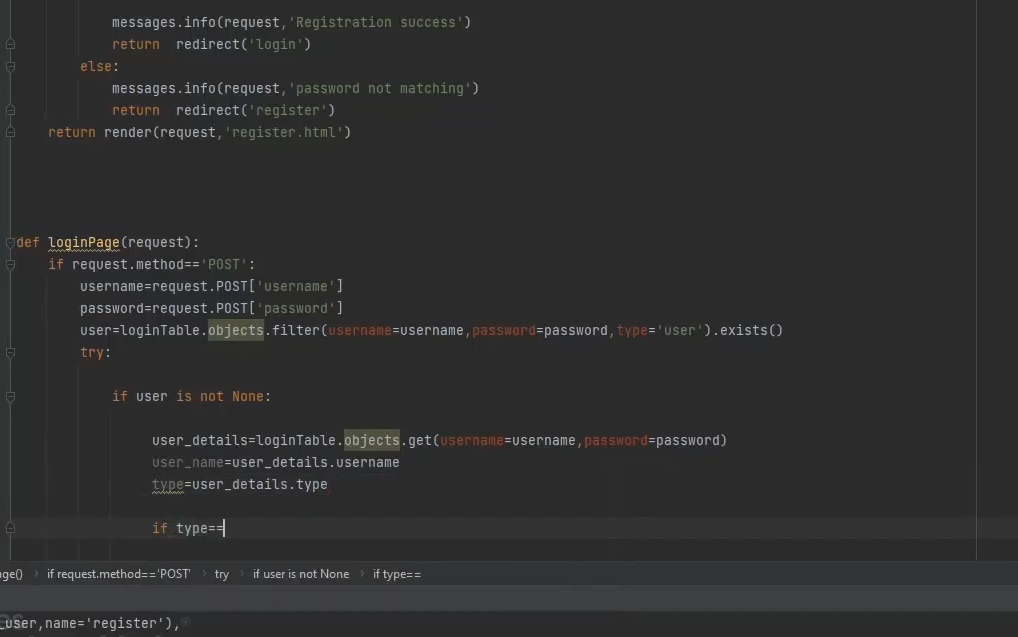 messages.info(request,'Registration success')
return  redirect('login')
else:
messages.info(request,'password not matching')
return  redirect('register')
return render(request,'register.html')
def loginPage(request):
if request.method=='POST':
username=request.POST['username']
password=request.POST['password']
user=loginTable.objects.filter(username=username,password=password,type='user').exists()
try:
if user is not None:
user_details=loginTable.objects.get(username=username,password=password)
user_name=user_details.username
type=user_details.type
if type==
age() > if request.method=='POST' > try > if user is not None > if type==
_user,name='register'),